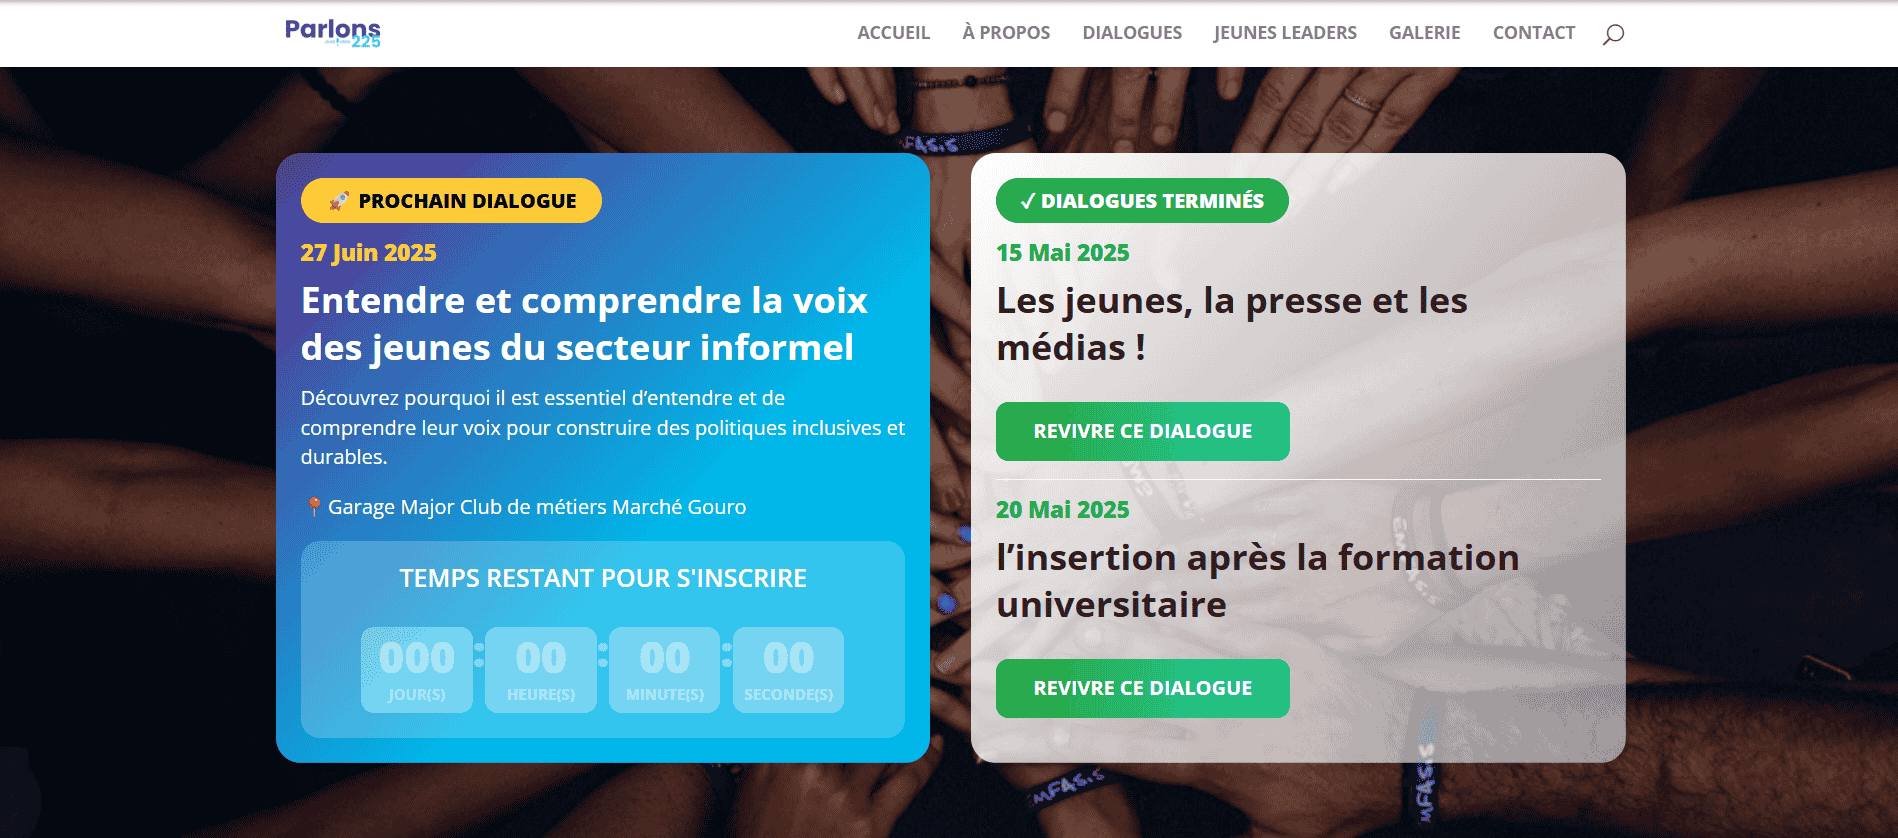 Parlons
225
ACCUEIL À PROPOS DIALOGUES JEUNES LEADERS GALERIE CONTACT
🚀 PROCHAIN DIALOGUE
27 Juin 2025
Entendre et comprendre la voix
des jeunes du secteur informel
Découvrez pourquoi il est essentiel d’entendre et de
comprendre leur voix pour construire des politiques inclusives et
durables.
📍 Garage Major Club de métiers Marché Gouro
TEMPS RESTANT POUR S'INSCRIRE
000 : 00 : 00 : 00
JOUR(S) HEURE(S) MINUTE(S) SECONDE(S)
✓ DIALOGUES TERMINÉS
15 Mai 2025
Les jeunes, la presse et les
médias !
REVIVRE CE DIALOGUE
20 Mai 2025
l’insertion après la formation
universitaire
REVIVRE CE DIALOGUE